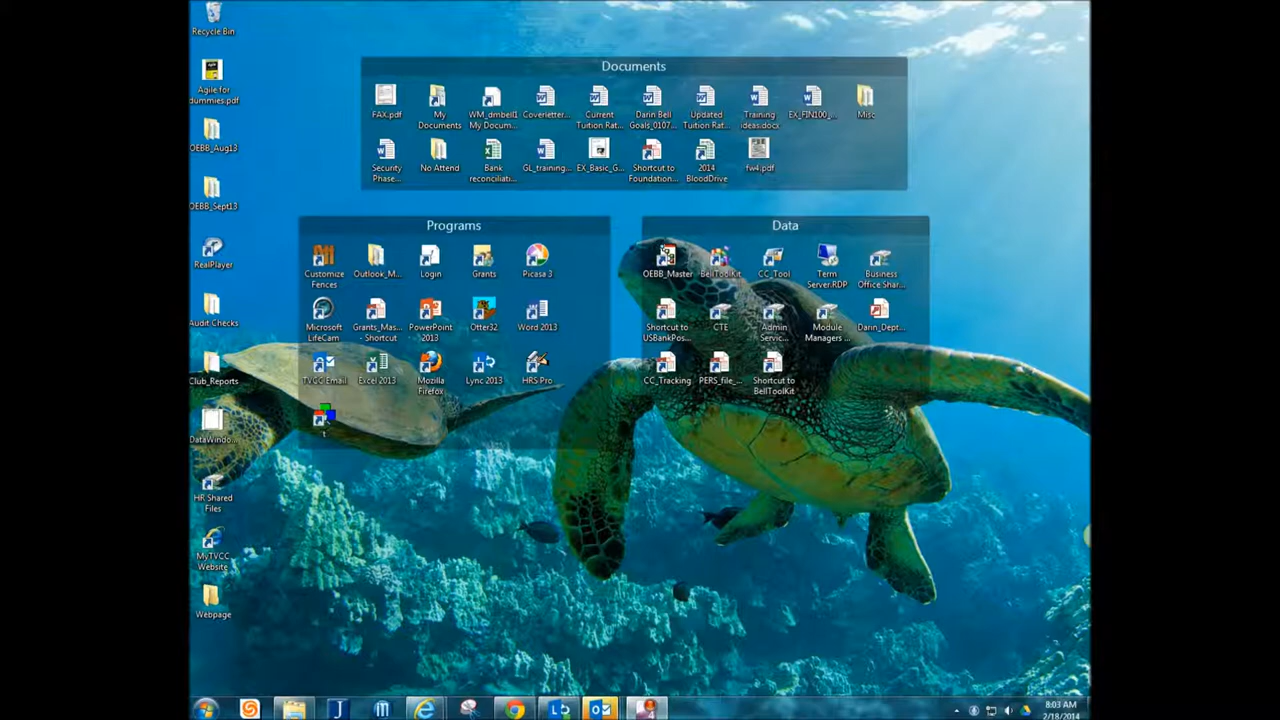 Recycle Bin
Agile for
dummies.pdf
OEBB_Aug13
OEBB_Sept13
RealPlayer
Audit.Checks
Club_Reports
DataWindo...
HR Shared
Files
MyTVCC
Website
Webpage
Documents
FAX.pdf
My
Documents
WM_dmbell1
My Docum...
Coverletter...
Current
Tuition Rat...
Darin Bell
Goals_0107...
Updated
Tuition Rat...
Training
ideas.docx
EX_FIN100_...
Misc
Security
Phase...
No Attend
Bank
reconciliati...
GL_training...
EX_Basic_G...
Shortcut to
Foundation...
2014
BloodDrive
fw4.pdf
Programs
Customize
Fences
Outlook_M...
Login
Grants
Picasa 3
Microsoft
LifeCam
Grants_Mas...
- Shortcut
PowerPoint
2013
Otter32
Word 2013
TVCC Email
Excel 2013
Mozilla
Firefox
Lync 2013
HRS Pro
t
Data
OEBB_Master
BellToolKit
CC_Tool
Term
Server.RDP
Business
Office Shar...
Shortcut to
USBankPos...
CTE
Admin
Servic...
Module
Managers ...
Darin_Dept...
CC_Tracking
PERS_file_...
Shortcut to
BellToolKit
8:03 AM
2/18/2014